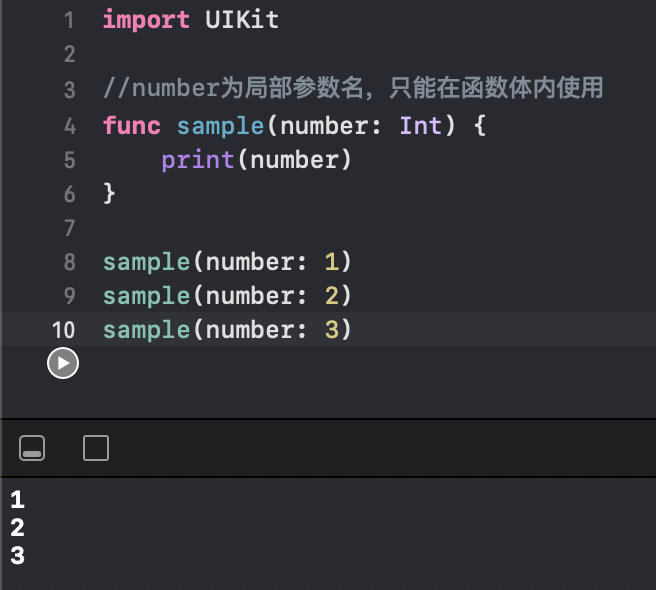 1 import UIKit
2
3 //number为局部参数名，只能在函数体内使用
4 func sample(number: Int) {
5     print(number)
6 }
7
8 sample(number: 1)
9 sample(number: 2)
10 sample(number: 3)
1
2
3